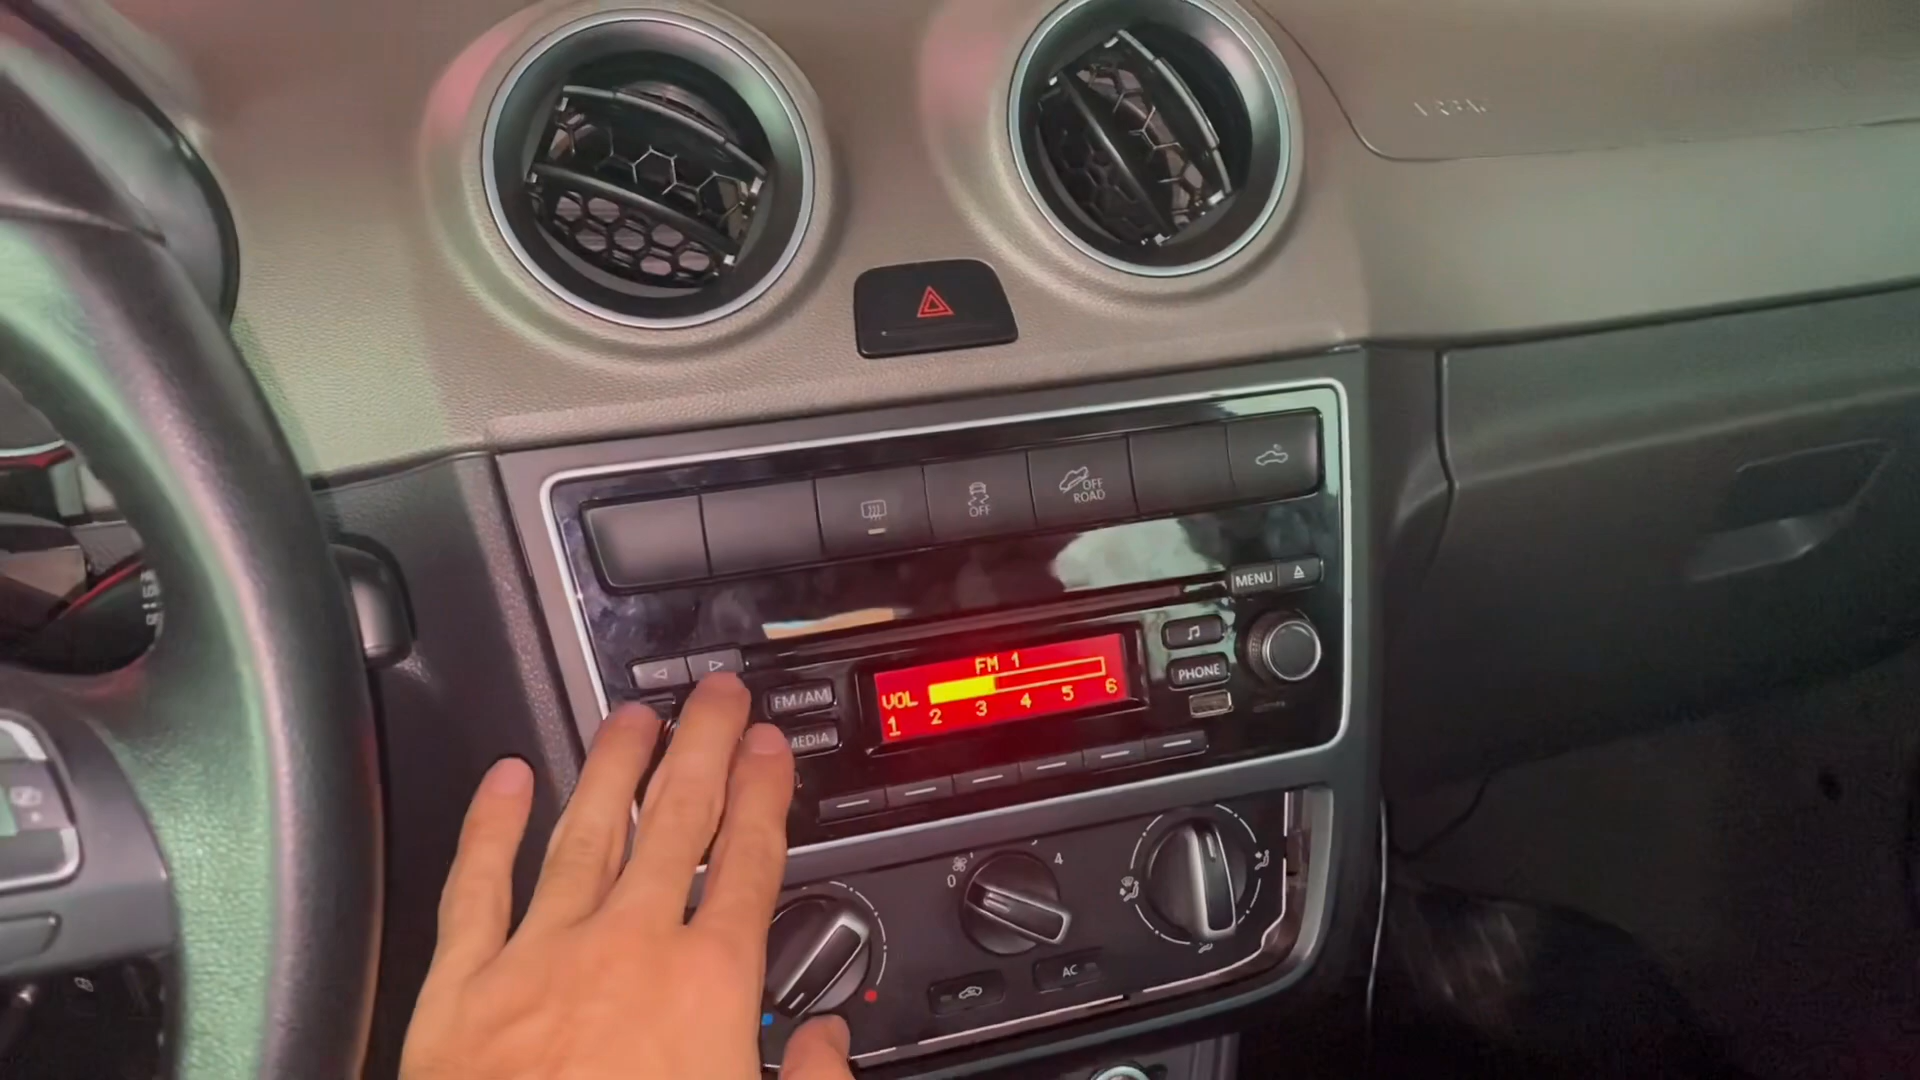 OFF
OFF
ROAD
MENU
FM/AM
MEDIA
FM 1
VOL
1 2 3 4 5 6
PHONE
0 4
AC